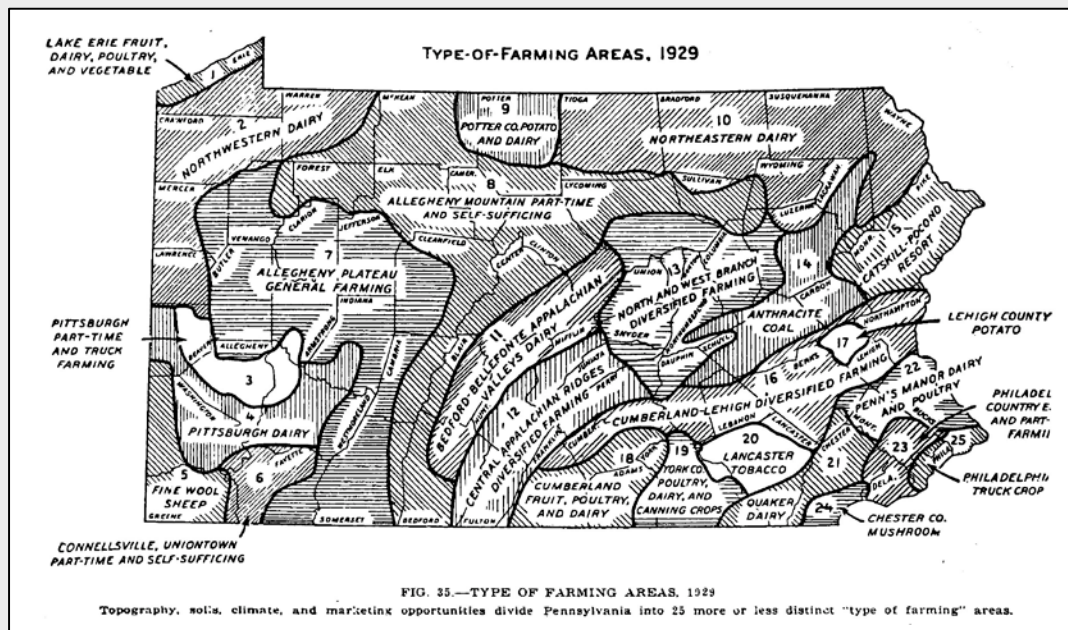 TYPE-OF-FARMING AREAS, 1929
LAKE ERIE FRUIT,
DAIRY, POULTRY,
AND VEGETABLE
1
ERIE
CRAWFORD
WARREN
2
NORTHWESTERN DAIRY
MERCER
MCKEAN
POTTER
9
POTTER CO. POTATO
AND DAIRY
TIOGA
BRADFORD
SUSQUEHANNA
10
NORTHEASTERN DAIRY
WAYNE
WYOMING
SULLIVAN
LACKAWAN
LUZERNE
PIKE
MONR.
15
CATSKILL-POCONO
RESORT
FOREST
ELK
CAMER.
8
LYCOMING
ALLEGHENY MOUNTAIN PART-TIME
AND SELF-SUFFICING
CLEARFIELD
CENTER
CLINTON
CLARION
JEFFERSON
VENANGO
BUTLER
LAWRENCE
7
ALLEGHENY PLATEAU
GENERAL FARMING
INDIANA
ARMSTRONG
UNION
13
COLUMBIA
NORTH AND WEST BRANCH
DIVERSIFIED FARMING
SNYDER
14
CARBON
ANTHRACITE
COAL
SCHUYL
DAUPHIN
NORTHAMPTON
PITTSBURGH
PART-TIME
AND TRUCK
FARMING
BEAVER
ALLEGHENY
3
WASHINGTON
4
PITTSBURGH DAIRY
WESTMORELAND
CAMBRIA
BLAIR
11
BEDFORD-BELLEFONTE APPALACHIAN
VALLEYS DAIRY
HUNT.
MIFFLIN
JUNIATA
PERRY
12
CENTRAL APPALACHIAN RIDGES
DIVERSIFIED FARMING
FRANKLIN
CUMBER.
16
BERKS
LEHIGH
CUMBERLAND-LEHIGH DIVERSIFIED FARMING
LEBANON
LANCASTER
17
LEHIGH COUNTY
POTATO
22
PENN'S MANOR DAIRY
AND POULTRY
BUCKS
MONT.
PHILADEL
COUNTRY E
AND PART-
FARMIN
5
FINE WOOL
SHEEP
GREENE
6
FAYETTE
SOMERSET
BEDFORD
FULTON
ADAMS
YORK
18
CUMBERLAND
FRUIT, POULTRY,
AND DAIRY
19
YORK CO.
POULTRY,
DAIRY, AND
CANNING CROPS
20
LANCASTER
TOBACCO
CHESTER
21
QUAKER
DAIRY
23
DELA.
PHILA
25
PHILADELPHI
TRUCK CROP
24
CHESTER CO.
MUSHROOM
CONNELLSVILLE, UNIONTOWN
PART-TIME AND SELF-SUFFICING
FIG. 35.—TYPE OF FARMING AREAS, 1929
Topography, soils, climate, and marketing opportunities divide Pennsylvania into 25 more or less distinct "type of farming" areas.